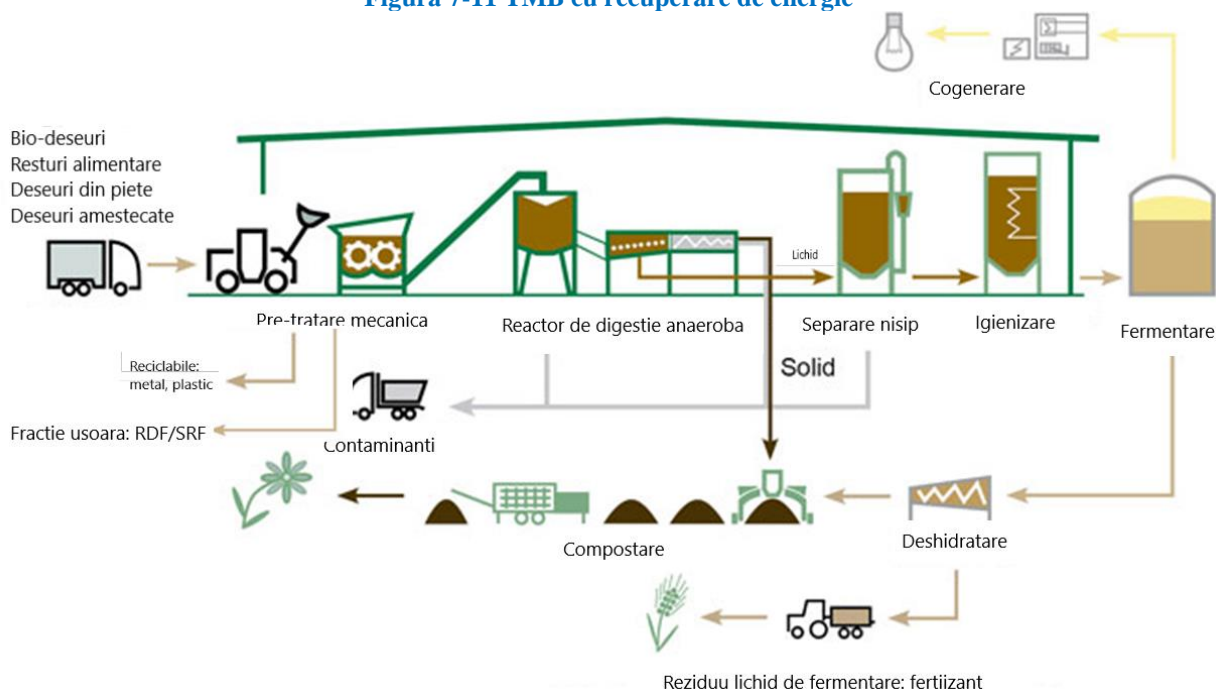 Figura 7-11 TMB cu recuperare de energie
Cogenerare
Bio-deseuri
Resturi alimentare
Deseuri din piete
Deseuri amestecate
Lichid
Pre-tratare mecanica
Reactor de digestie anaeroba
Separare nisip
Igienizare
Fermentare
Reciclabile:
metal, plastic
Solid
Fractie usoara: RDF/SRF
Contaminanti
Compostare
Deshidratare
Reziduu lichid de fermentare: fertiizant